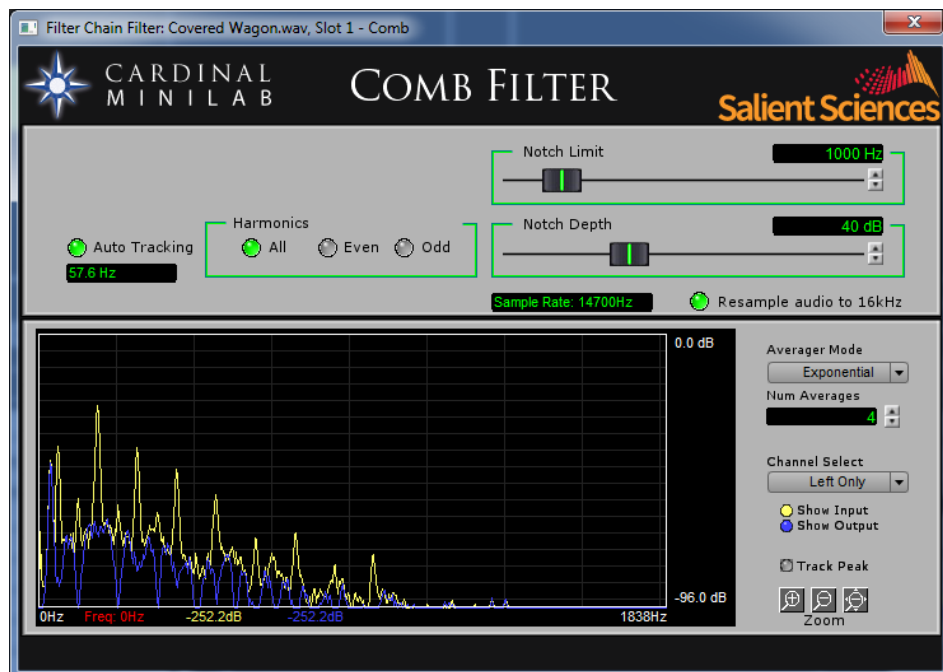 Filter Chain Filter: Covered Wagon.wav, Slot 1 - Comb
CARDINAL
MINILAB
COMB FILTER
Salient Sciences
Notch Limit
1000 Hz
Harmonics
Notch Depth
40 dB
Auto Tracking
All
Even
Odd
57.6 Hz
Sample Rate: 14700Hz
Resample audio to 16kHz
0.0 dB
-96.0 dB
0Hz
Freq: 0Hz
-252.2dB
-252.2dB
1838Hz
Averager Mode
Exponential
Num Averages
4
Channel Select
Left Only
Show Input
Show Output
Track Peak
Zoom